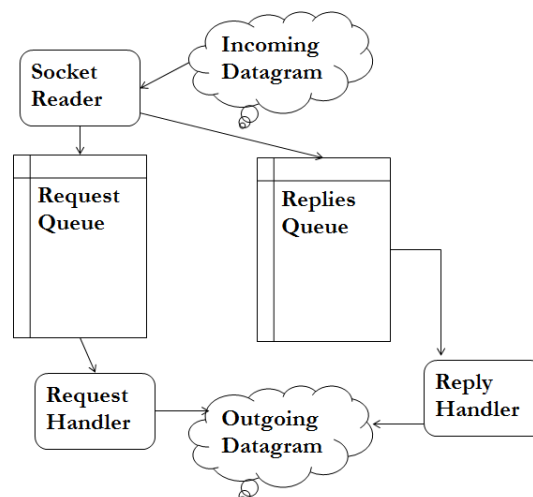 Incoming
Datagram
Socket
Reader
Request
Queue
Replies
Queue
Request
Handler
Outgoing
Datagram
Reply
Handler